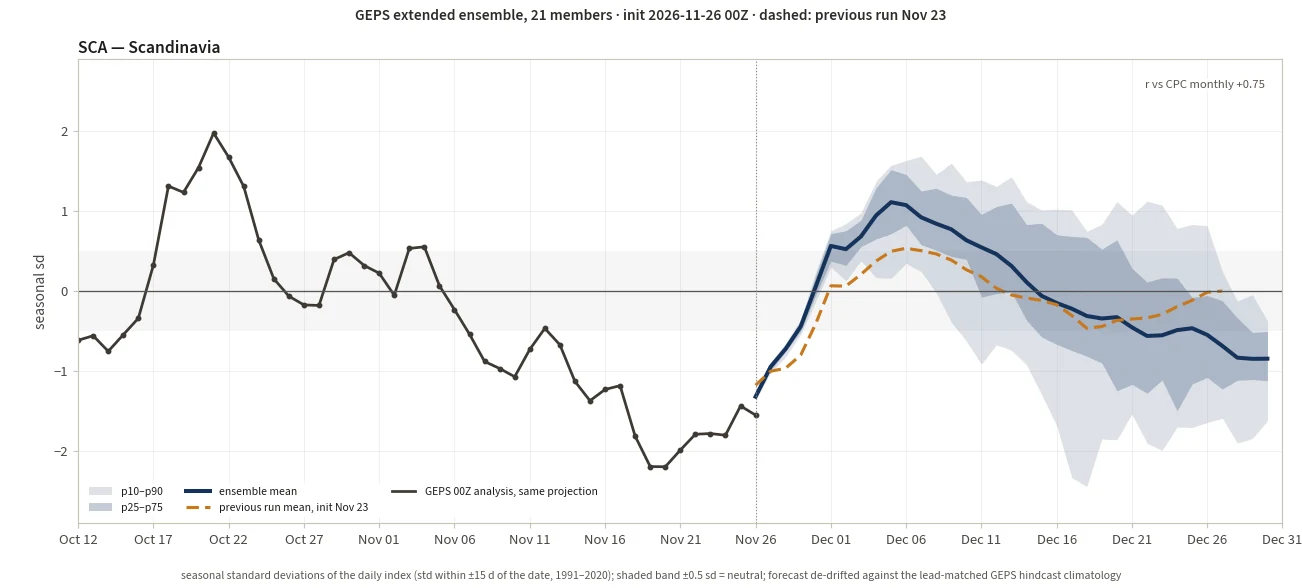 GEPS extended ensemble, 21 members · init 2026-11-26 00Z · dashed: previous run Nov 23
SCA — Scandinavia
r vs CPC monthly +0.75
seasonal sd
2
1
0
−1
−2
p10–p90
ensemble mean
GEPS 00Z analysis, same projection
p25–p75
previous run mean, init Nov 23
Oct 12 Oct 17 Oct 22 Oct 27 Nov 01 Nov 06 Nov 11 Nov 16 Nov 21 Nov 26 Dec 01 Dec 06 Dec 11 Dec 16 Dec 21 Dec 26 Dec 31
seasonal standard deviations of the daily index (std within ±15 d of the date, 1991–2020); shaded band ±0.5 sd = neutral; forecast de-drifted against the lead-matched GEPS hindcast climatology